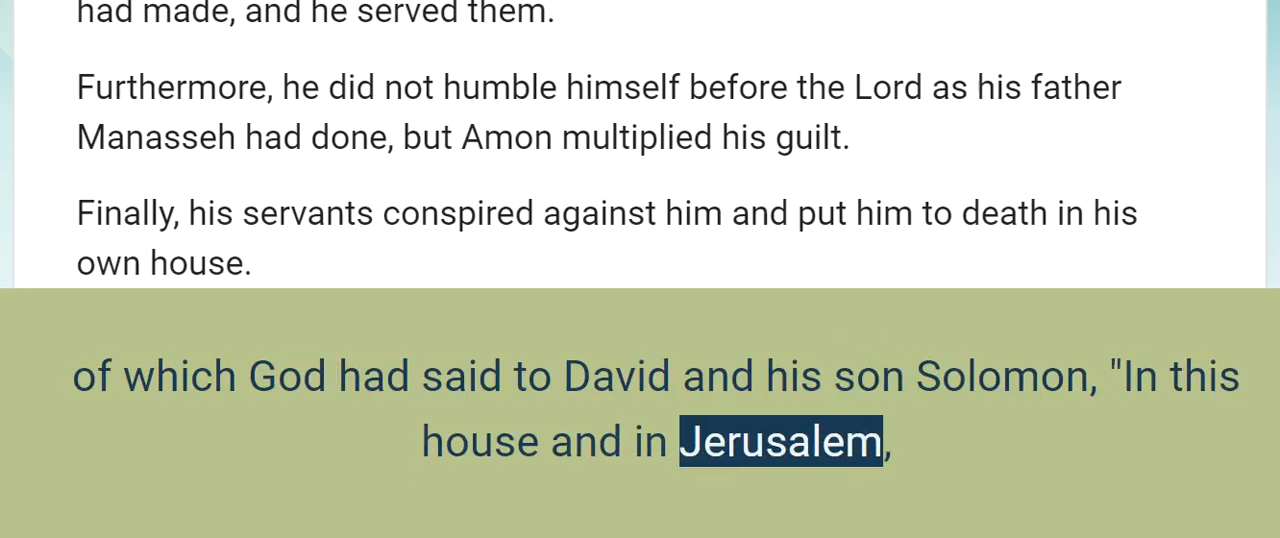 had made, and he served them.
Furthermore, he did not humble himself before the Lord as his father
Manasseh had done, but Amon multiplied his guilt.
Finally, his servants conspired against him and put him to death in his
own house.
of which God had said to David and his son Solomon, "In this
house and in Jerusalem,